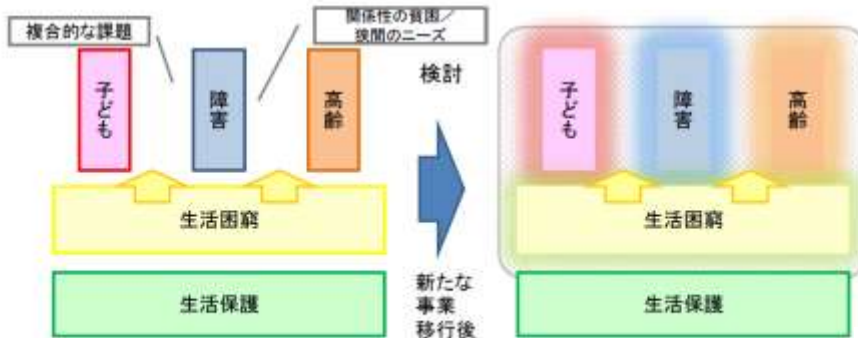 複合的な課題
関係性の貧困／
狭間のニーズ
子ども
障害
高齢
生活困窮
生活保護
検討
新たな
事業
移行後
子ども
障害
高齢
生活困窮
生活保護